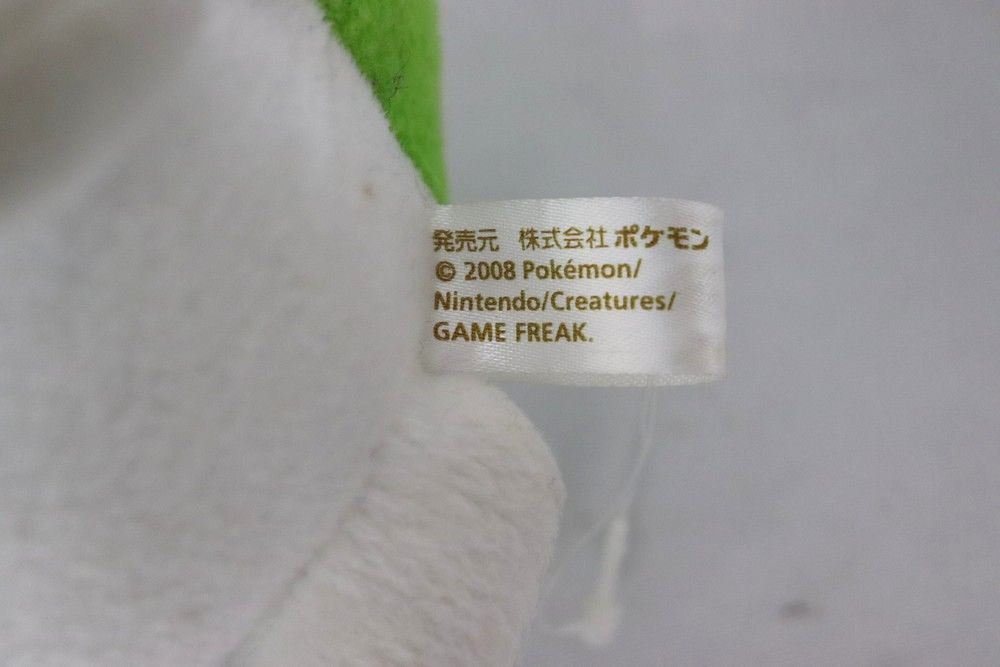 発売元 株式会社 ポケモン
© 2008 Pokémon/
Nintendo/Creatures/
GAME FREAK.